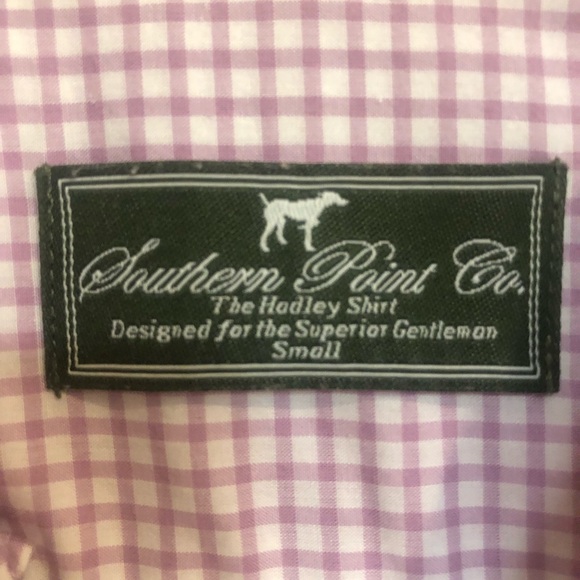 Southern Point Co.
The Hadley Shirt
Designed for the Superior Gentleman
Small